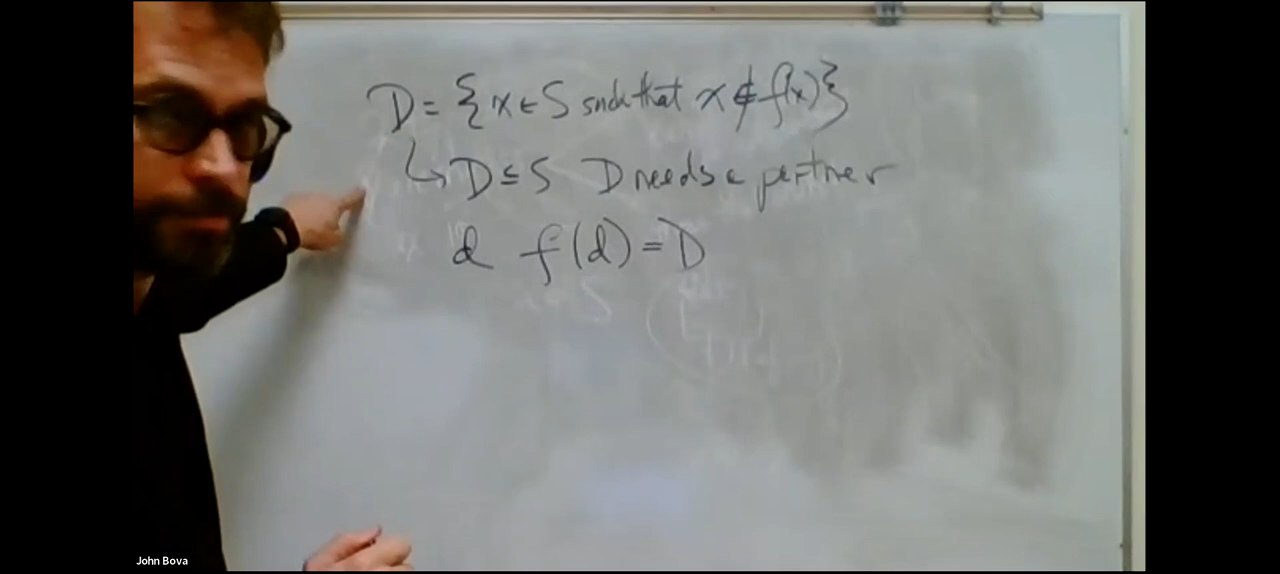 D = {x ∈ S such that x ∉ f(x)}
↳ D ⊆ S D needs a partner
d f(d) = D
John Bova